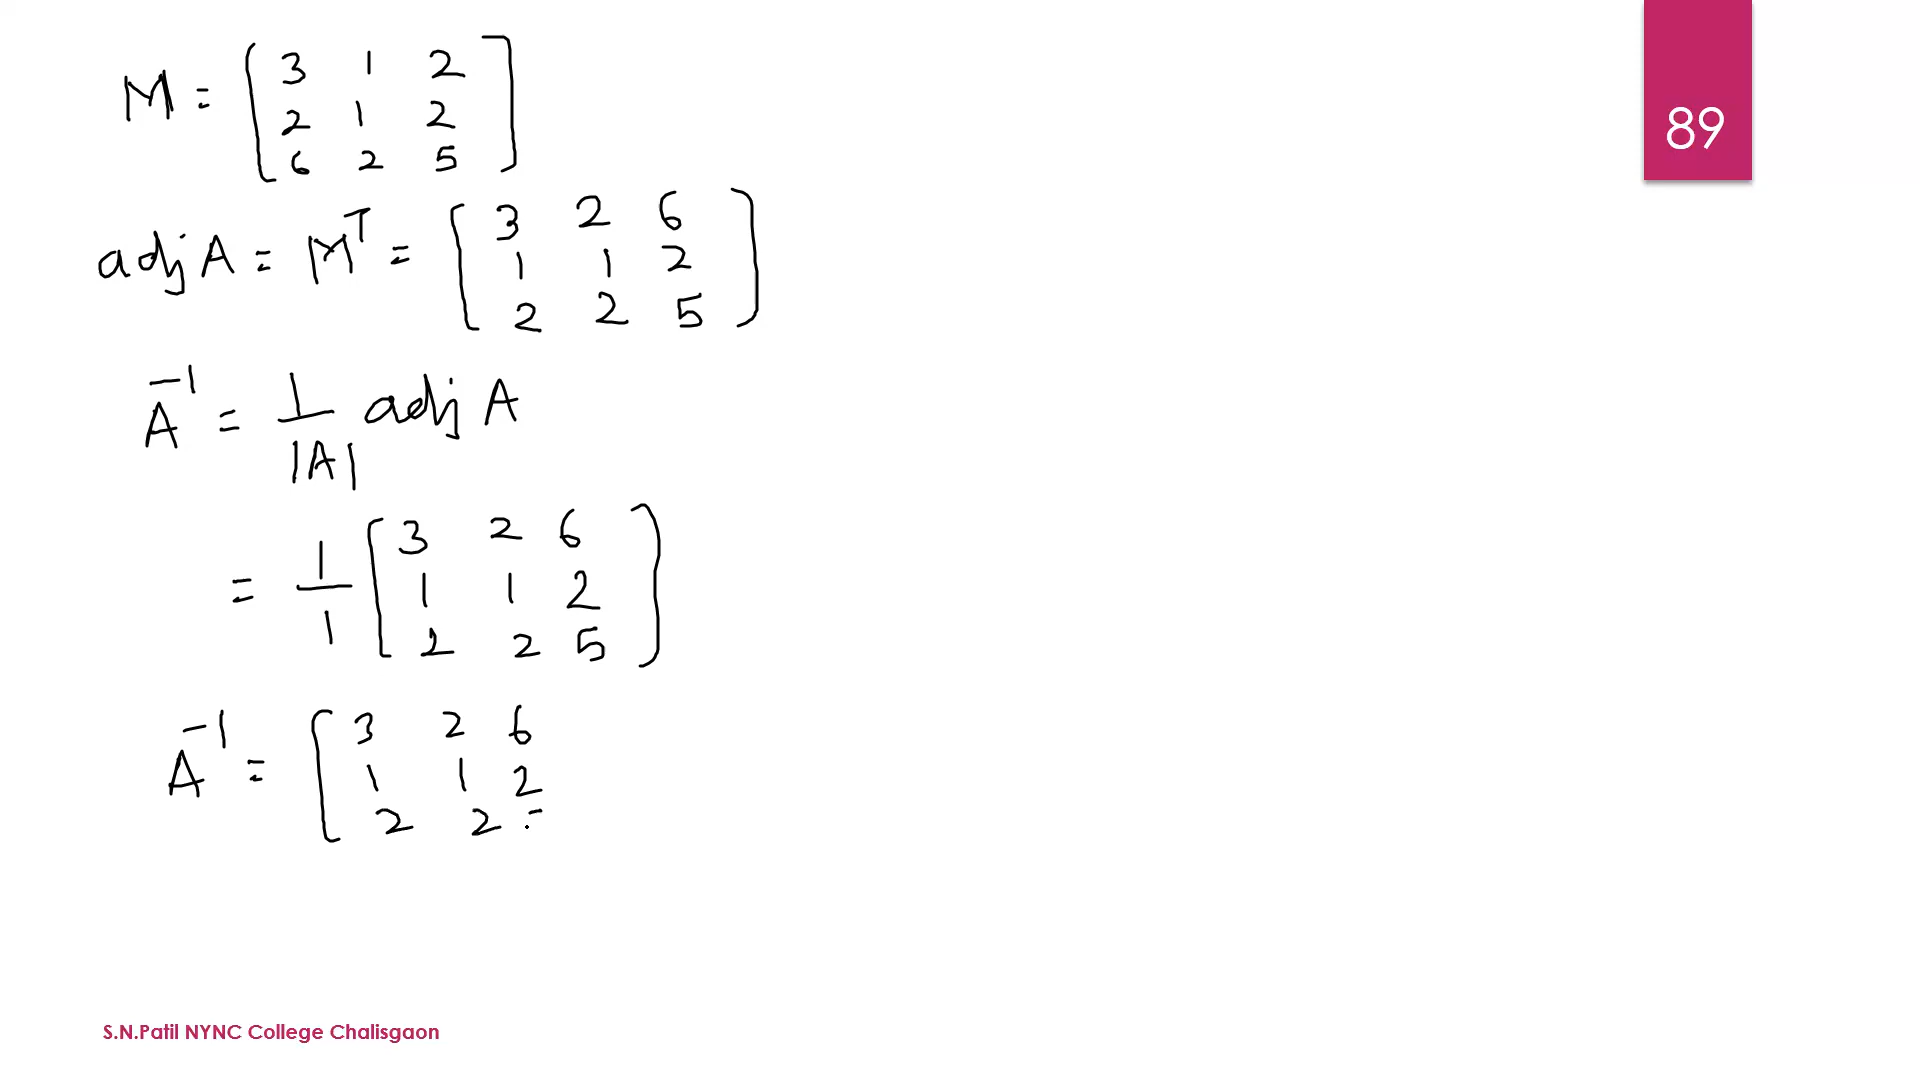 M = [ 3 1 2
2 1 2
6 2 5 ]
89
adj A = Mᵀ = [ 3 2 6
1 1 2
2 2 5 ]
A⁻¹ = 1/|A| adj A
= 1/1 [ 3 2 6
1 1 2
2 2 5 ]
A⁻¹ = [ 3 2 6
1 1 2
2 2
S.N.Patil NYNC College Chalisgaon